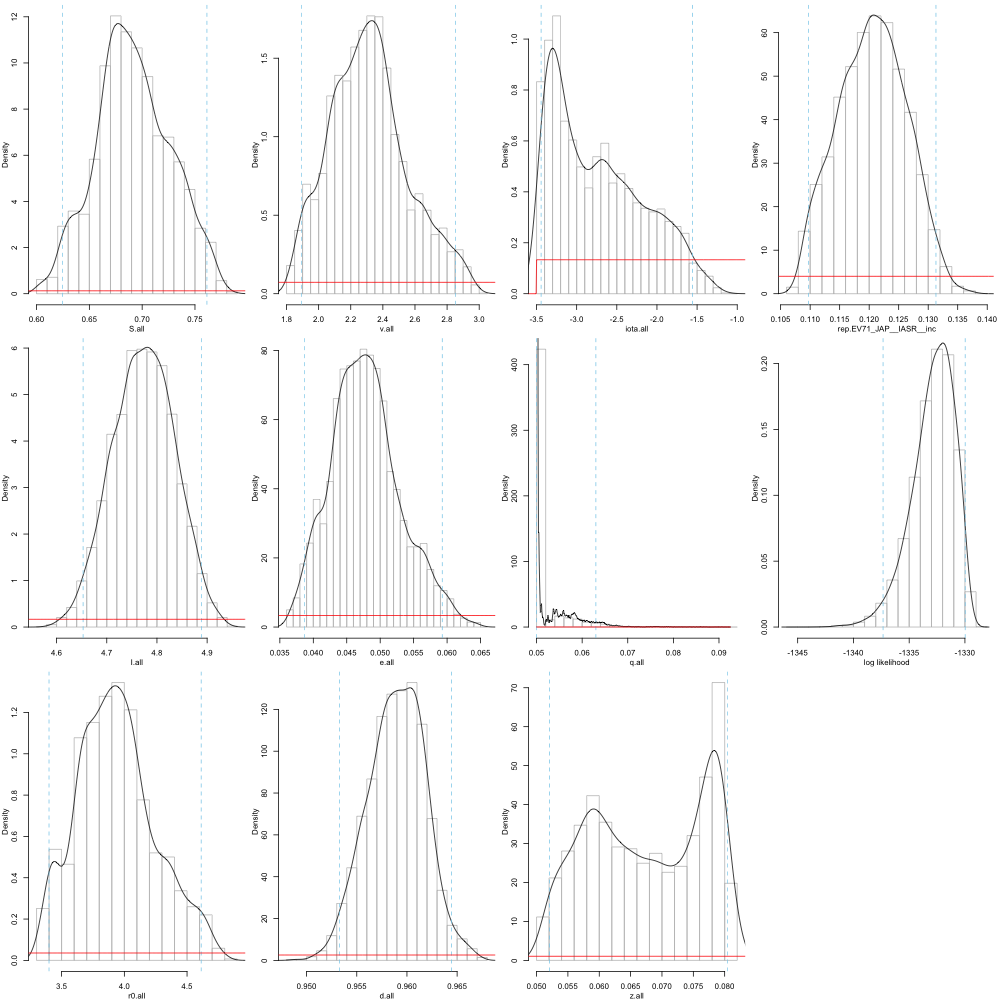 Density
0 2 4 6 8 10 12
0.60 0.65 0.70 0.75
S.all
Density
0.0 0.5 1.0 1.5
1.8 2.0 2.2 2.4 2.6 2.8 3.0
v.all
Density
0.0 0.2 0.4 0.6 0.8 1.0
-3.5 -3.0 -2.5 -2.0 -1.5 -1.0
iota.all
Density
0 10 20 30 40 50 60
0.105 0.110 0.115 0.120 0.125 0.130 0.135 0.140
rep.EV71_JAP__IASR__inc
Density
0 1 2 3 4 5 6
4.6 4.7 4.8 4.9
l.all
Density
0 20 40 60 80
0.035 0.040 0.045 0.050 0.055 0.060 0.065
e.all
Density
0 100 200 300 400
0.05 0.06 0.07 0.08 0.09
q.all
Density
0.00 0.05 0.10 0.15 0.20
-1345 -1340 -1335 -1330
log likelihood
Density
0.0 0.2 0.4 0.6 0.8 1.0 1.2
3.5 4.0 4.5
r0.all
Density
0 20 40 60 80 100 120
0.950 0.955 0.960 0.965
d.all
Density
0 10 20 30 40 50 60 70
0.050 0.055 0.060 0.065 0.070 0.075 0.080
z.all